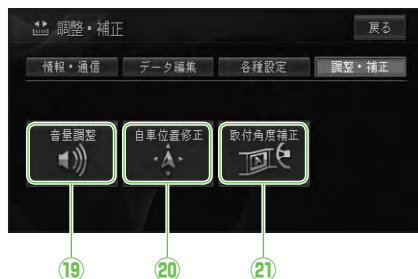 調整・補正
戻る
情報・通信 データ編集 各種設定 調整・補正
音量調整 自車位置修正 取付角度補正
⑲ ⑳ ㉑